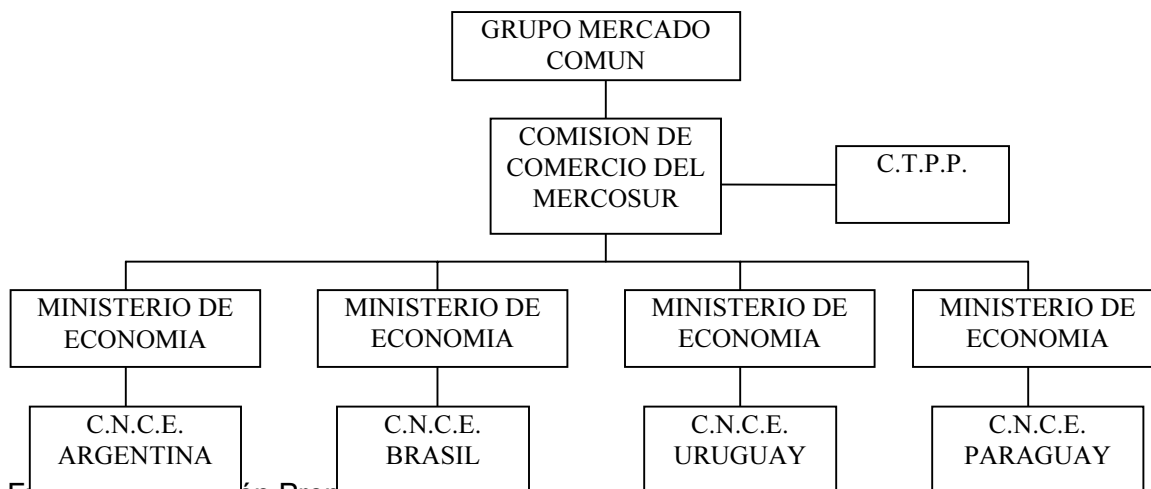 GRUPO MERCADO
COMUN
COMISION DE
COMERCIO DEL
MERCOSUR
C.T.P.P.
MINISTERIO DE
ECONOMIA
MINISTERIO DE
ECONOMIA
MINISTERIO DE
ECONOMIA
MINISTERIO DE
ECONOMIA
C.N.C.E.
ARGENTINA
C.N.C.E.
BRASIL
C.N.C.E.
URUGUAY
C.N.C.E.
PARAGUAY